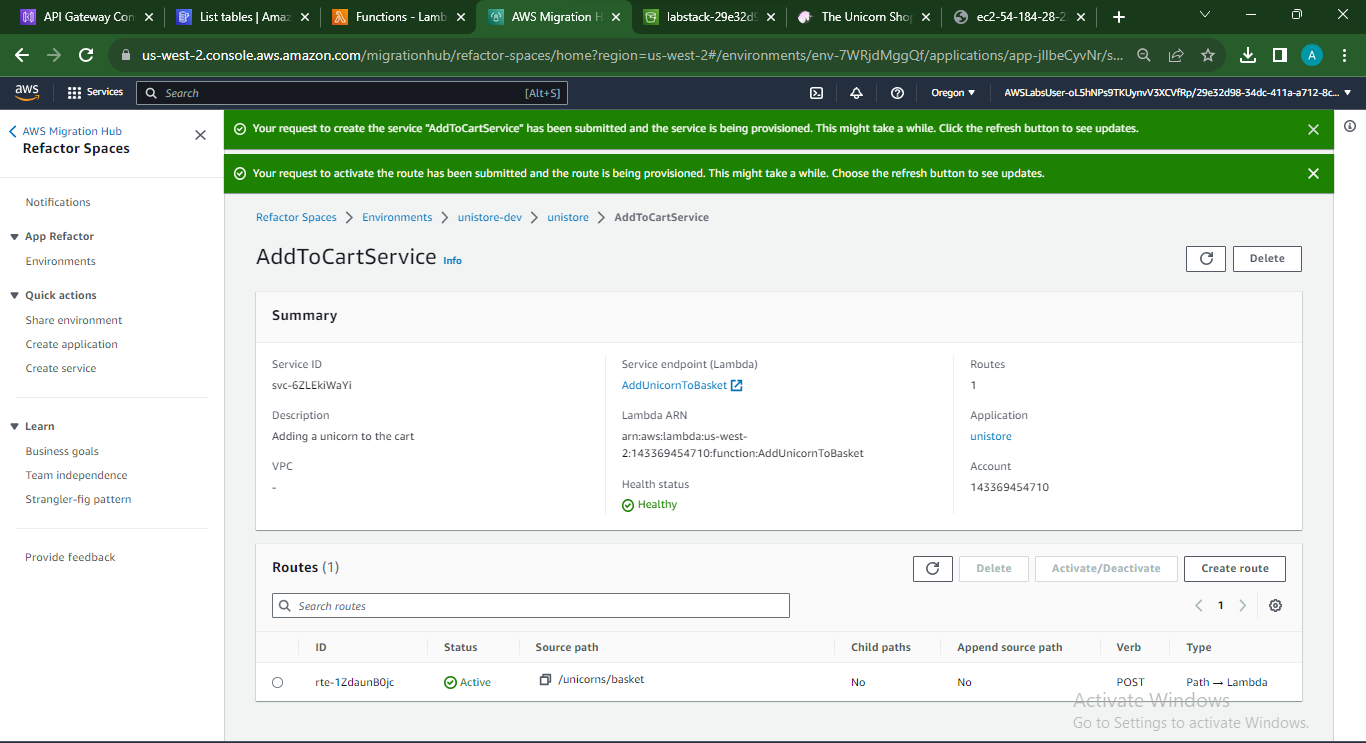 API Gateway Con
List tables | Amaz
Functions - Lamb
AWS Migration H
labstack-29e32d9
The Unicorn Shop
ec2-54-184-28-2
us-west-2.console.aws.amazon.com/migrationhub/refactor-spaces/home?region=us-west-2#/environments/env-7WRjdMggQf/applications/app-jIlbeCyvNr/s...
A
aws
Services
Search
[Alt+S]
Oregon
AWSLabsUser-oL5hNPs9TKUynvV3XCVfRp/29e32d98-34dc-411a-a712-8c...
AWS Migration Hub
Refactor Spaces
Notifications
App Refactor
Environments
Quick actions
Share environment
Create application
Create service
Learn
Business goals
Team independence
Strangler-fig pattern
Provide feedback
Your request to create the service "AddToCartService" has been submitted and the service is being provisioned. This might take a while. Click the refresh button to see updates.
Your request to activate the route has been submitted and the route is being provisioned. This might take a while. Choose the refresh button to see updates.
Refactor Spaces
Environments
unistore-dev
unistore
AddToCartService
AddToCartService Info
Delete
Summary
Service ID
svc-6ZLEkiWaYi
Description
Adding a unicorn to the cart
VPC
-
Service endpoint (Lambda)
AddUnicornToBasket
Lambda ARN
arn:aws:lambda:us-west-
2:143369454710:function:AddUnicornToBasket
Health status
Healthy
Routes
1
Application
unistore
Account
143369454710
Routes (1)
Delete
Activate/Deactivate
Create route
Search routes
1
ID
Status
Source path
Child paths
Append source path
Verb
Type
rte-1ZdaunB0jc
Active
/unicorns/basket
No
No
POST
Path → Lambda
Activate Windows
Go to Settings to activate Windows.